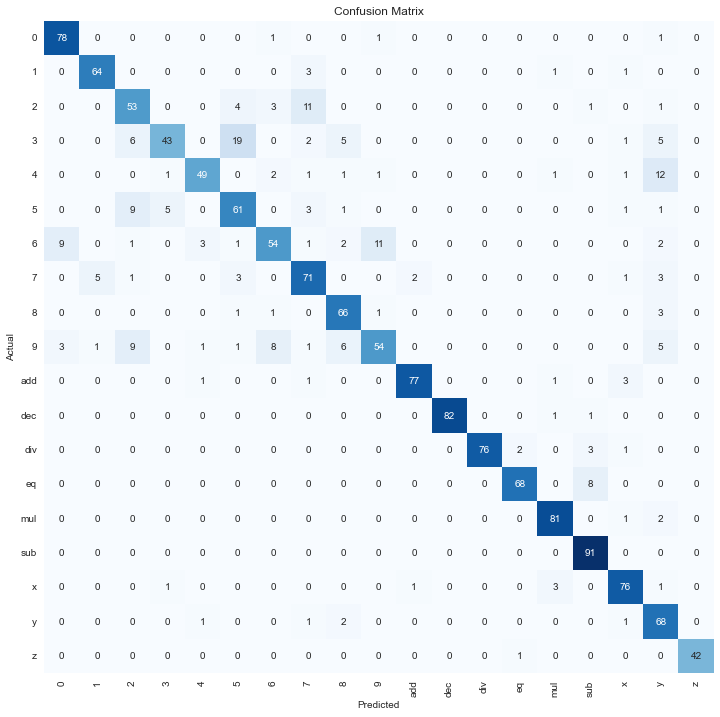 Confusion Matrix
Actual
0 78 0 0 0 0 0 1 0 0 1 0 0 0 0 0 0 0 1 0
1 0 64 0 0 0 0 0 3 0 0 0 0 0 0 1 0 1 0 0
2 0 0 53 0 0 4 3 11 0 0 0 0 0 0 0 1 0 1 0
3 0 0 6 43 0 19 0 2 5 0 0 0 0 0 0 0 1 5 0
4 0 0 0 1 49 0 2 1 1 1 0 0 0 0 1 0 1 12 0
5 0 0 9 5 0 61 0 3 1 0 0 0 0 0 0 0 1 1 0
6 9 0 1 0 3 1 54 1 2 11 0 0 0 0 0 0 0 2 0
7 0 5 1 0 0 3 0 71 0 0 2 0 0 0 0 0 1 3 0
8 0 0 0 0 0 1 1 0 66 1 0 0 0 0 0 0 0 3 0
9 3 1 9 0 1 1 8 1 6 54 0 0 0 0 0 0 0 5 0
add 0 0 0 0 1 0 0 1 0 0 77 0 0 0 1 0 3 0 0
dec 0 0 0 0 0 0 0 0 0 0 0 82 0 0 1 1 0 0 0
div 0 0 0 0 0 0 0 0 0 0 0 0 76 2 0 3 1 0 0
eq 0 0 0 0 0 0 0 0 0 0 0 0 0 68 0 8 0 0 0
mul 0 0 0 0 0 0 0 0 0 0 0 0 0 0 81 0 1 2 0
sub 0 0 0 0 0 0 0 0 0 0 0 0 0 0 0 91 0 0 0
x 0 0 0 1 0 0 0 0 0 0 1 0 0 0 3 0 76 1 0
y 0 0 0 0 1 0 0 1 2 0 0 0 0 0 0 0 1 68 0
z 0 0 0 0 0 0 0 0 0 0 0 0 0 1 0 0 0 0 42
0 1 2 3 4 5 6 7 8 9 add dec div eq mul sub x y z
Predicted